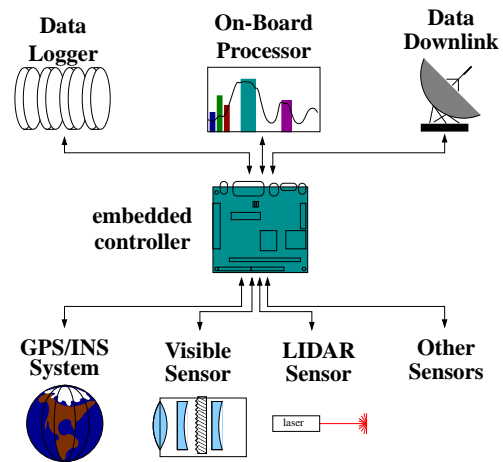 Data
Logger
On-Board
Processor
Data
Downlink
embedded
controller
GPS/INS
System
Visible
Sensor
LIDAR
Sensor
Other
Sensors
laser